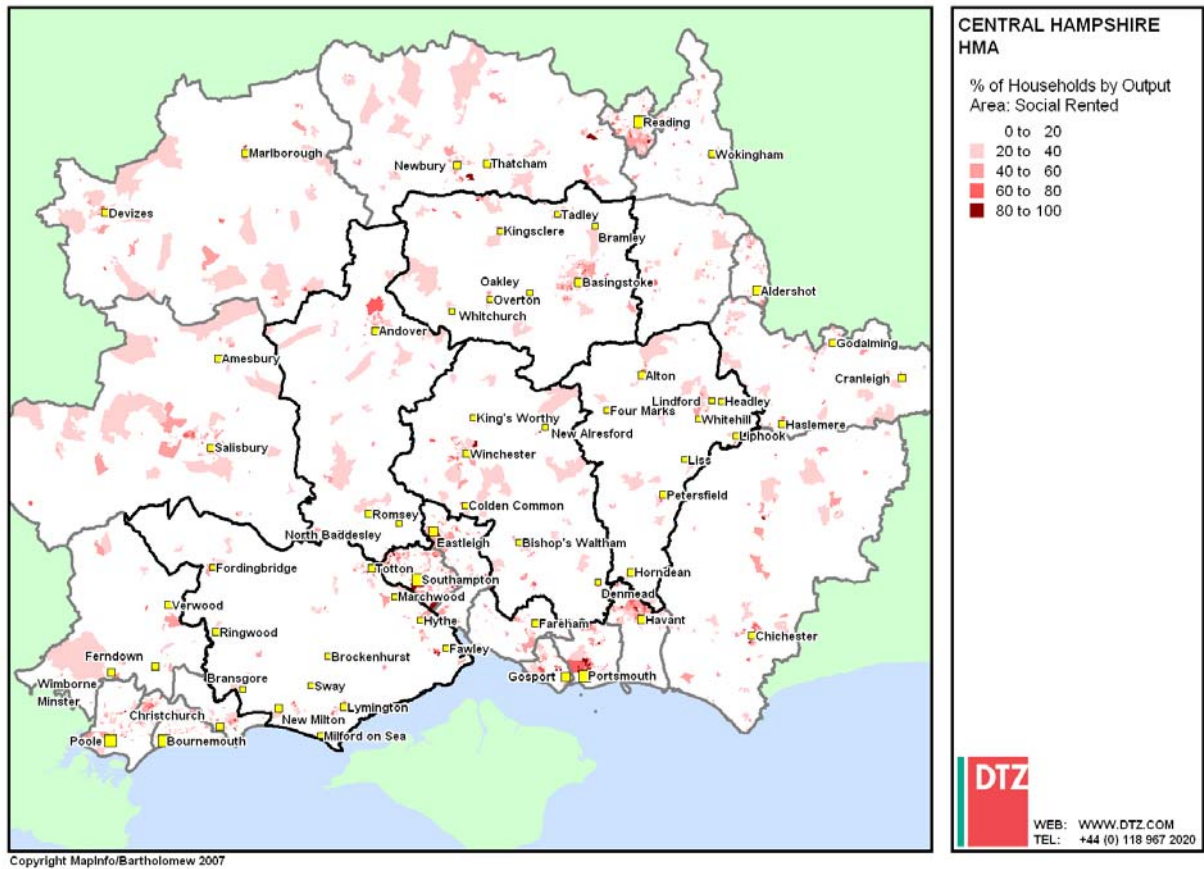 CENTRAL HAMPSHIRE
HMA
% of Households by Output
Area: Social Rented
0 to 20
20 to 40
40 to 60
60 to 80
80 to 100
Reading
Marlborough
Newbury
Thatcham
Wokingham
Devizes
Tadley
Kingsclere
Bramley
Oakley
Basingstoke
Overton
Aldershot
Whitchurch
Andover
Godalming
Amesbury
Alton
Cranleigh
Lindford
Headley
King's Worthy
Four Marks
Whitehill
Haslemere
New Alresford
Liphook
Salisbury
Winchester
Liss
Petersfield
Colden Common
Romsey
North Baddesley
Eastleigh
Bishop's Waltham
Fordingbridge
Totton
Southampton
Horndean
Denmead
Marchwood
Verwood
Hythe
Fareham
Havant
Ringwood
Chichester
Fawley
Brockenhurst
Ferndown
Gosport
Portsmouth
Wimborne
Minster
Bransgore
Sway
Christchurch
New Milton
Lymington
Poole
Bournemouth
Milford on Sea
DTZ
WEB: WWW.DTZ.COM
TEL: +44 (0) 118 967 2020
Copyright MapInfo/Bartholomew 2007